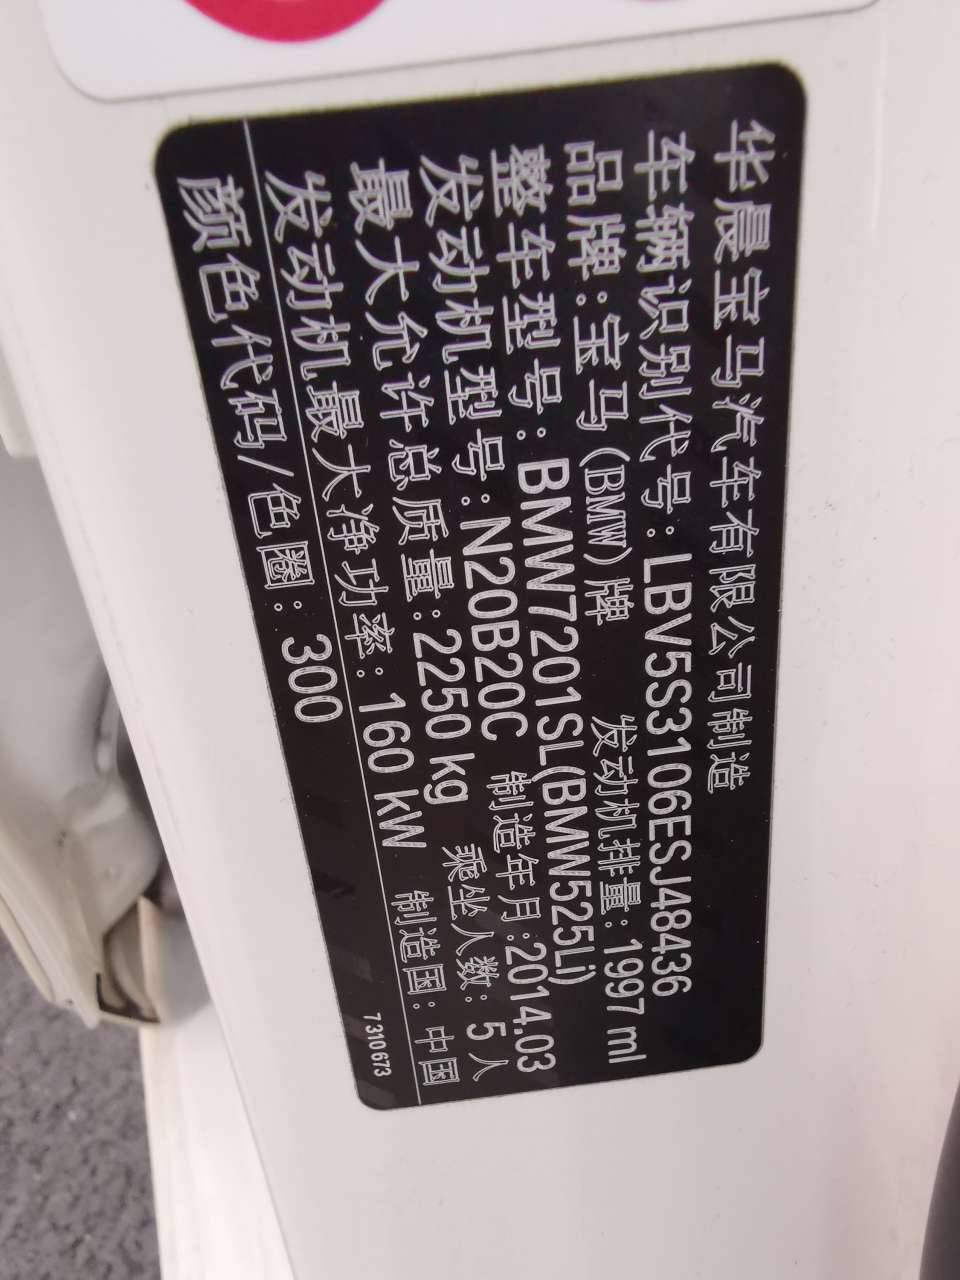 华晨宝马汽车有限公司制造
车辆识别代号:LBV5S3106ESJ48436
品牌:宝马(BMW)牌 发动机排量:1997 ml
整车型号:BMW7201SL(BMW525Li)
发动机型号:N20B20C 制造年月:2014.03
最大允许总质量:2250 kg 乘坐人数:5人
发动机最大净功率:160 kW 制造国:中国
颜色代码/色圈:300
7 310 673